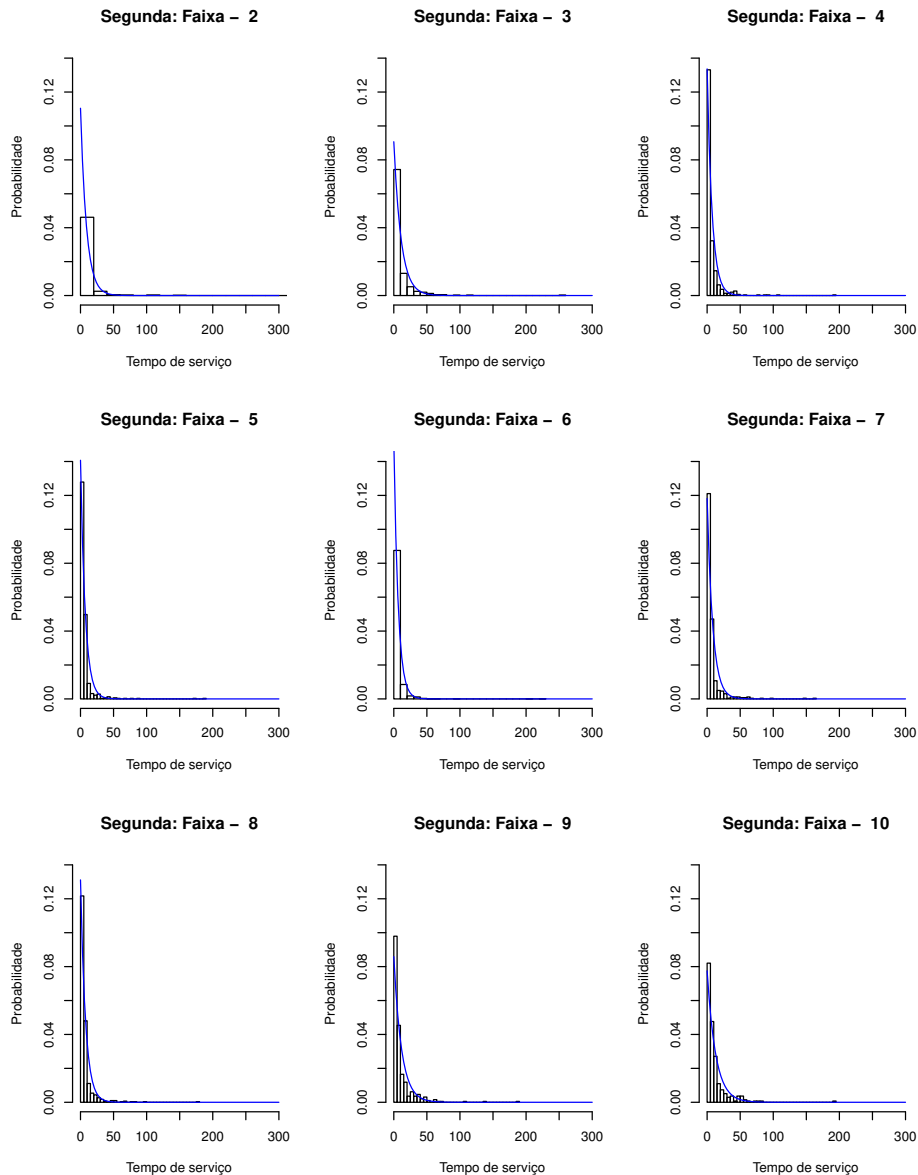 Segunda: Faixa − 2
Probabilidade
0.00 0.04 0.08 0.12
0 50 100 200 300
Tempo de serviço
Segunda: Faixa − 3
Probabilidade
0.00 0.04 0.08 0.12
0 50 100 200 300
Tempo de serviço
Segunda: Faixa − 4
Probabilidade
0.00 0.04 0.08 0.12
0 50 100 200 300
Tempo de serviço
Segunda: Faixa − 5
Probabilidade
0.00 0.04 0.08 0.12
0 50 100 200 300
Tempo de serviço
Segunda: Faixa − 6
Probabilidade
0.00 0.04 0.08 0.12
0 50 100 200 300
Tempo de serviço
Segunda: Faixa − 7
Probabilidade
0.00 0.04 0.08 0.12
0 50 100 200 300
Tempo de serviço
Segunda: Faixa − 8
Probabilidade
0.00 0.04 0.08 0.12
0 50 100 200 300
Tempo de serviço
Segunda: Faixa − 9
Probabilidade
0.00 0.04 0.08 0.12
0 50 100 200 300
Tempo de serviço
Segunda: Faixa − 10
Probabilidade
0.00 0.04 0.08 0.12
0 50 100 200 300
Tempo de serviço